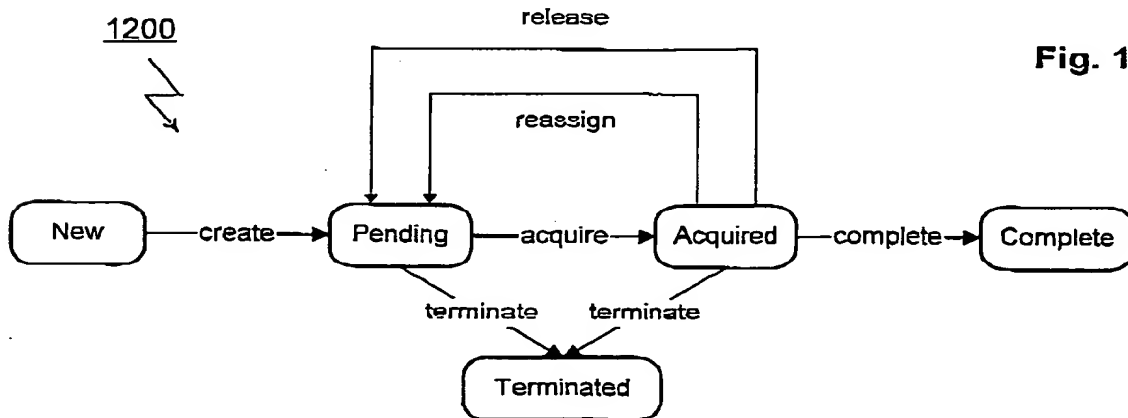 release
1200
Fig. 1
reassign
New
create
Pending
acquire
Acquired
complete
Complete
terminate
terminate
Terminated